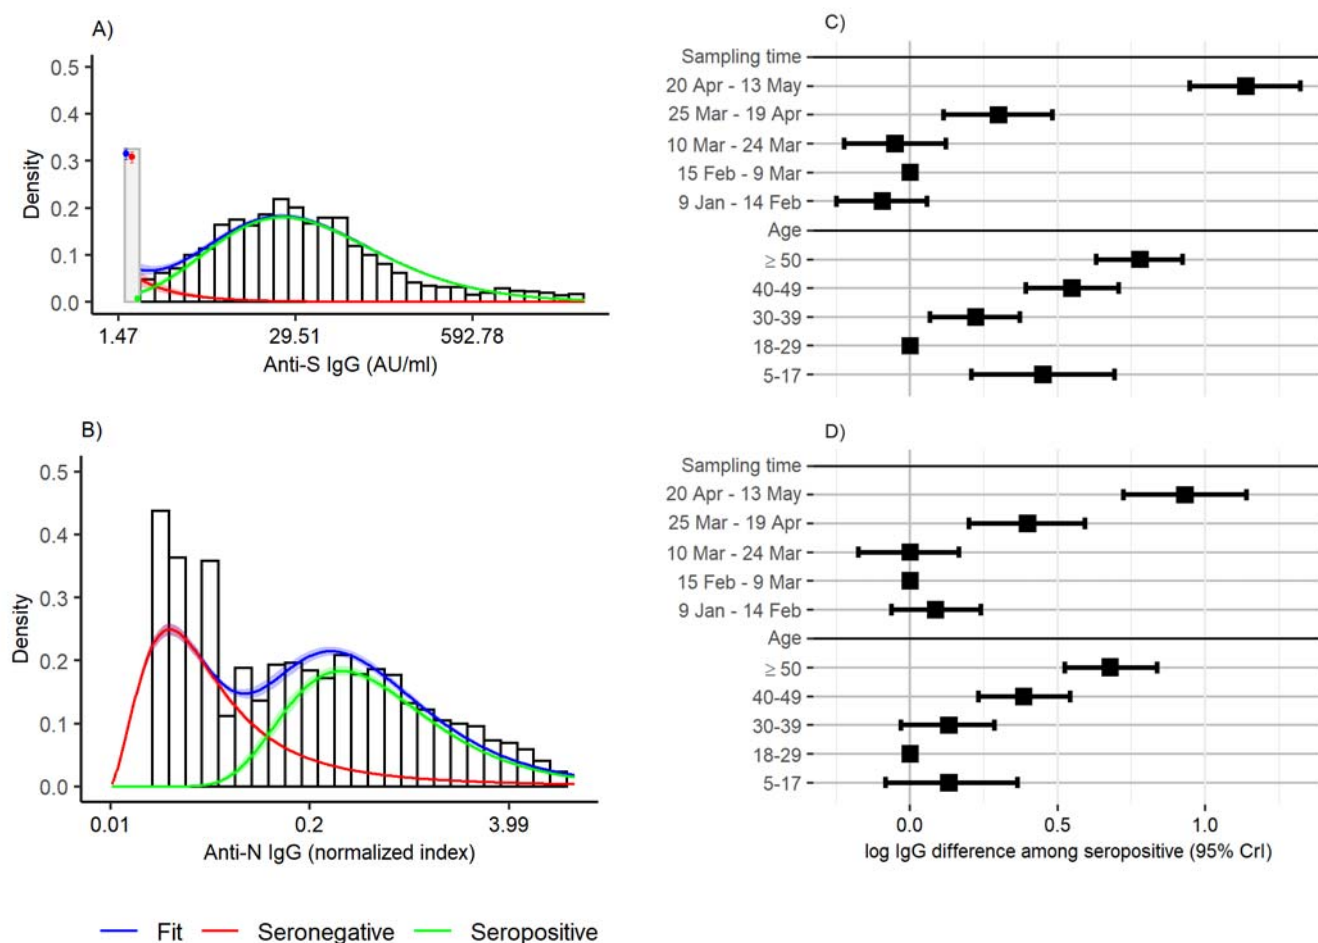 A)
0.5
0.4
0.3
0.2
0.1
0.0
Density
1.47 29.51 592.78
Anti-S IgG (AU/ml)
B)
0.5
0.4
0.3
0.2
0.1
0.0
Density
0.01 0.2 3.99
Anti-N IgG (normalized index)
Fit Seronegative Seropositive
C)
Sampling time
20 Apr - 13 May
25 Mar - 19 Apr
10 Mar - 24 Mar
15 Feb - 9 Mar
9 Jan - 14 Feb
Age
≥ 50
40-49
30-39
18-29
5-17
D)
Sampling time
20 Apr - 13 May
25 Mar - 19 Apr
10 Mar - 24 Mar
15 Feb - 9 Mar
9 Jan - 14 Feb
Age
≥ 50
40-49
30-39
18-29
5-17
0.0 0.5 1.0
log IgG difference among seropositive (95% CrI)